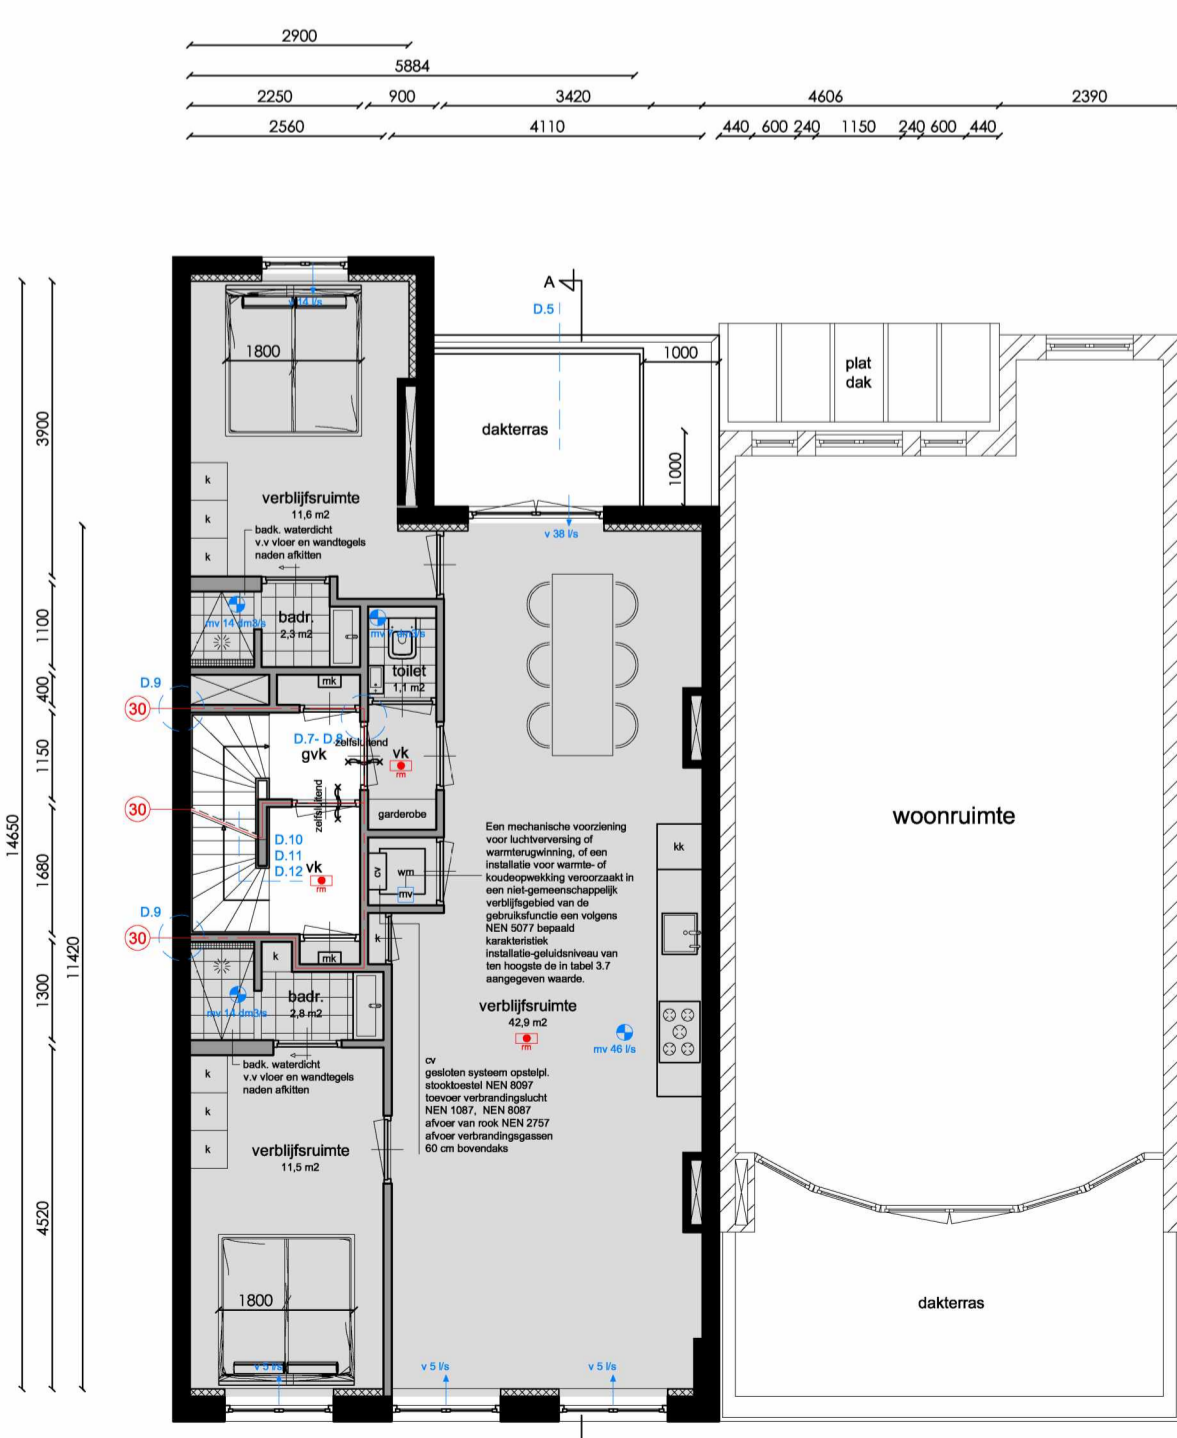 2900
5884
2250 900 3420 4606 2390
2560 4110 440 600 240 1150 240 600 440
14650
11420
3900
1100
400
1150
1680
1300
4520
v 14 l/s
1800
A
D.5
1000
1000
plat
dak
dakterras
k
k
k
verblijfsruimte
11,6 m2
badk. waterdicht
v.v vloer en wandtegels
naden afkitten
v 38 l/s
mv 14 dm3/s
badr.
2,3 m2
toilet
1,1 m2
mk
D.9
30
D.7- D.8
zelfsluitend
gvk
vk
rm
zelfsluitend
garderobe
30
D.10
D.11
D.12
vk
rm
cv
wm
mv
Een mechanische voorziening
voor luchtverversing of
warmterugwinning, of een
installatie voor warmte- of
koudeopwekking veroorzaakt in
een niet-gemeenschappelijk
verblijfsgebied van de
gebruiksfunctie een volgens
NEN 5077 bepaald
karakteristiek
installatie-geluidsniveau van
ten hoogste de in tabel 3.7
aangegeven waarde.
kk
woonruimte
D.9
30
k
k
mk
badr.
2,8 m2
mv 14 dm3/s
verblijfsruimte
42,9 m2
rm
mv 46 l/s
badk. waterdicht
v.v vloer en wandtegels
naden afkitten
cv
gesloten systeem opstelpl.
stooktoestel NEN 8097
toevoer verbrandingslucht
NEN 1087, NEN 8087
afvoer van rook NEN 2757
afvoer verbrandingsgassen
60 cm bovendaks
k
k
k
verblijfsruimte
11,5 m2
1800
v 5 l/s
v 5 l/s
v 5 l/s
dakterras